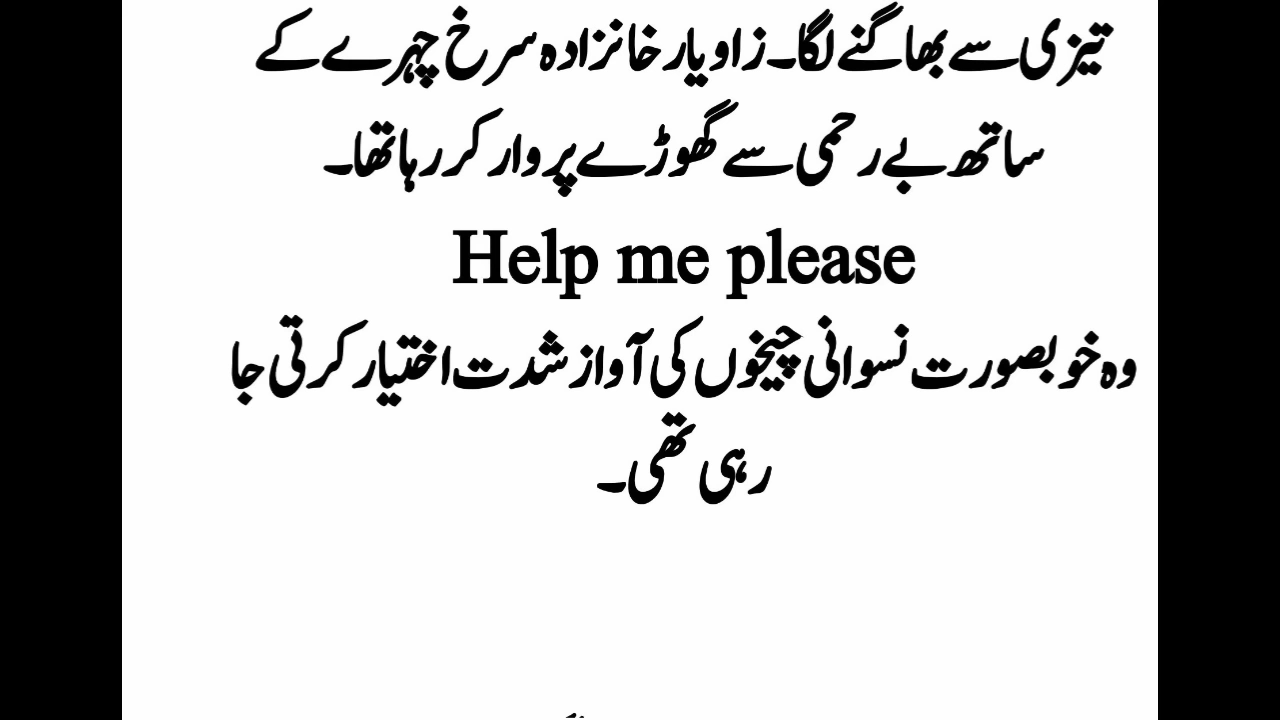 تیزی سے بھاگنے لگا۔ زاویار خانزادہ سرخ چہرے کے
ساتھ بے رحمی سے گھوڑے پر وار کر رہا تھا۔
Help me please
وہ خوبصورت نسوانی چیخوں کی آواز شدت اختیار کرتی جا
رہی تھی۔